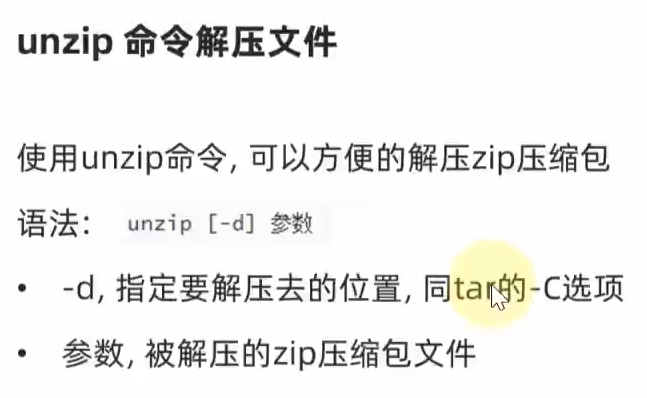 unzip 命令解压文件
使用unzip命令, 可以方便的解压zip压缩包
语法： unzip [-d] 参数
• -d, 指定要解压去的位置, 同tar的-C选项
• 参数, 被解压的zip压缩包文件